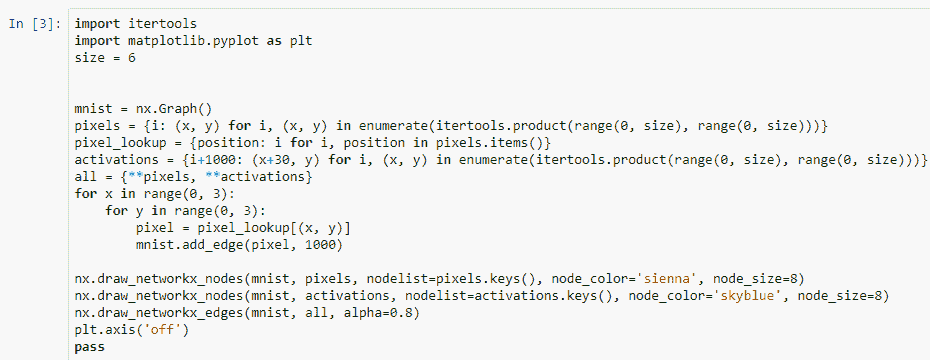 In [3]: import itertools
import matplotlib.pyplot as plt
size = 6
mnist = nx.Graph()
pixels = {i: (x, y) for i, (x, y) in enumerate(itertools.product(range(0, size), range(0, size)))}
pixel_lookup = {position: i for i, position in pixels.items()}
activations = {i+1000: (x+30, y) for i, (x, y) in enumerate(itertools.product(range(0, size), range(0, size)))}
all = {**pixels, **activations}
for x in range(0, 3):
    for y in range(0, 3):
        pixel = pixel_lookup[(x, y)]
        mnist.add_edge(pixel, 1000)
nx.draw_networkx_nodes(mnist, pixels, nodelist=pixels.keys(), node_color='sienna', node_size=8)
nx.draw_networkx_nodes(mnist, activations, nodelist=activations.keys(), node_color='skyblue', node_size=8)
nx.draw_networkx_edges(mnist, all, alpha=0.8)
plt.axis('off')
pass